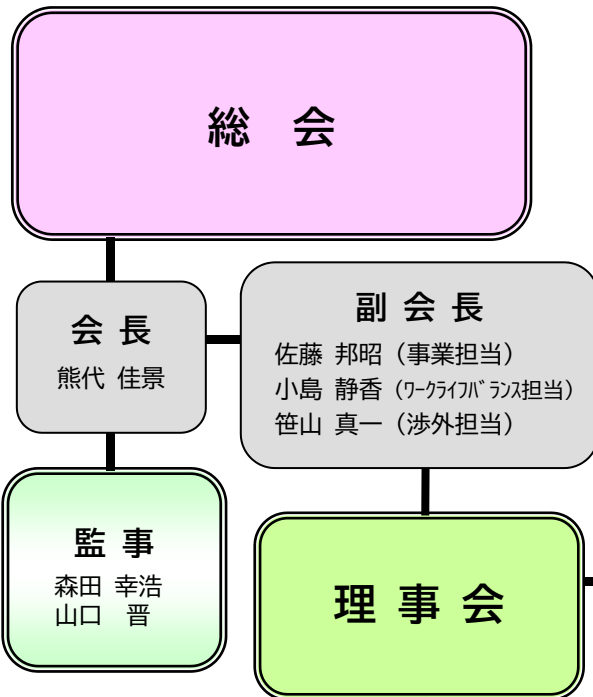 総 会
会 長
熊代 佳景
副 会 長
佐藤 邦昭（事業担当）
小島 静香（ﾜｰｸﾗｲﾌﾊﾞﾗﾝｽ担当）
笹山 真一（渉外担当）
監 事
森田 幸浩
山口 晋
理 事 会